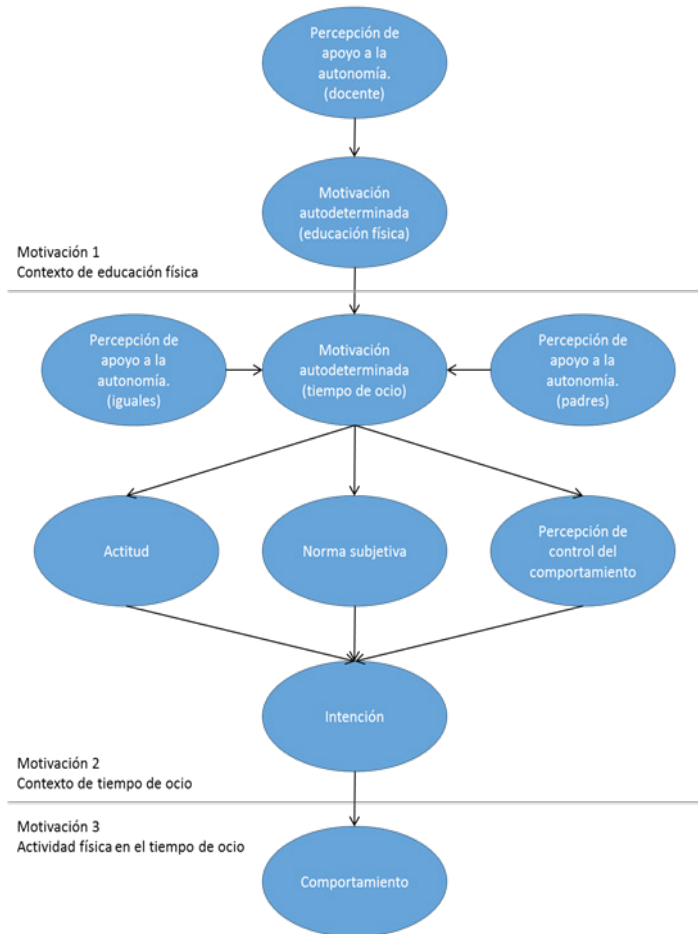 Percepción de
apoyo a la
autonomía.
(docente)
Motivación
autodeterminada
(educación física)
Motivación 1
Contexto de educación física
Percepción de
apoyo a la
autonomía.
(iguales)
Motivación
autodeterminada
(tiempo de ocio)
Percepción de
apoyo a la
autonomía.
(padres)
Actitud
Norma subjetiva
Percepción de
control del
comportamiento
Intención
Motivación 2
Contexto de tiempo de ocio
Motivación 3
Actividad física en el tiempo de ocio
Comportamiento